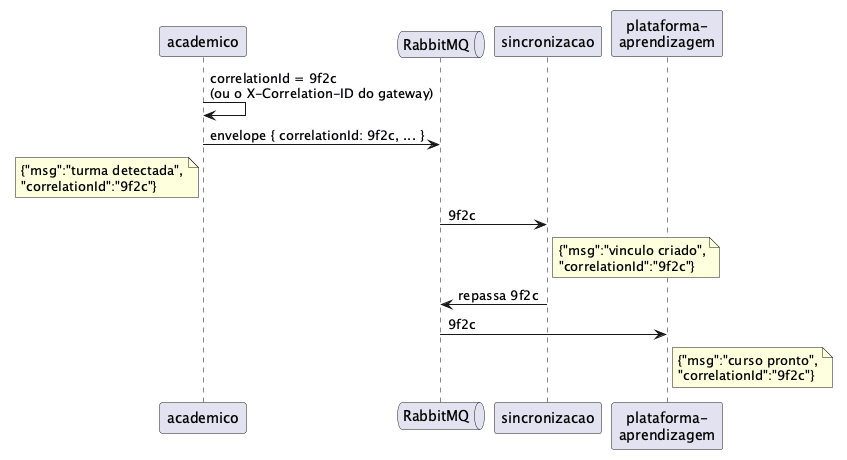 academico
RabbitMQ
sincronizacao
plataforma-
aprendizagem
correlationId = 9f2c
(ou o X-Correlation-ID do gateway)
envelope { correlationId: 9f2c, ... }
{"msg":"turma detectada",
"correlationId":"9f2c"}
9f2c
{"msg":"vinculo criado",
"correlationId":"9f2c"}
repassa 9f2c
9f2c
{"msg":"curso pronto",
"correlationId":"9f2c"}
academico
RabbitMQ
sincronizacao
plataforma-
aprendizagem